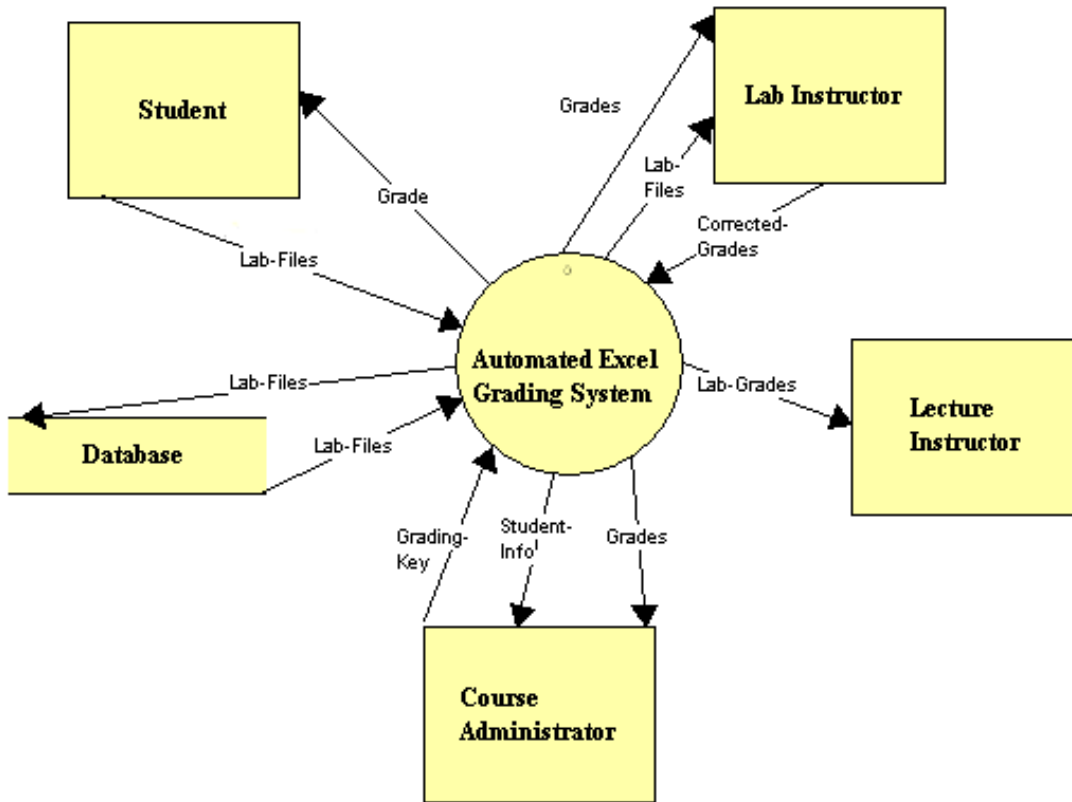 Student
Lab Instructor
Grades
Lab-
Files
Grade
Corrected-
Grades
Lab-Files
0
Automated Excel
Grading System
Lab-Files
Lab-Grades
Lecture
Instructor
Database
Lab-Files
Grading-
Key
Student-
Info
Grades
Course
Administrator